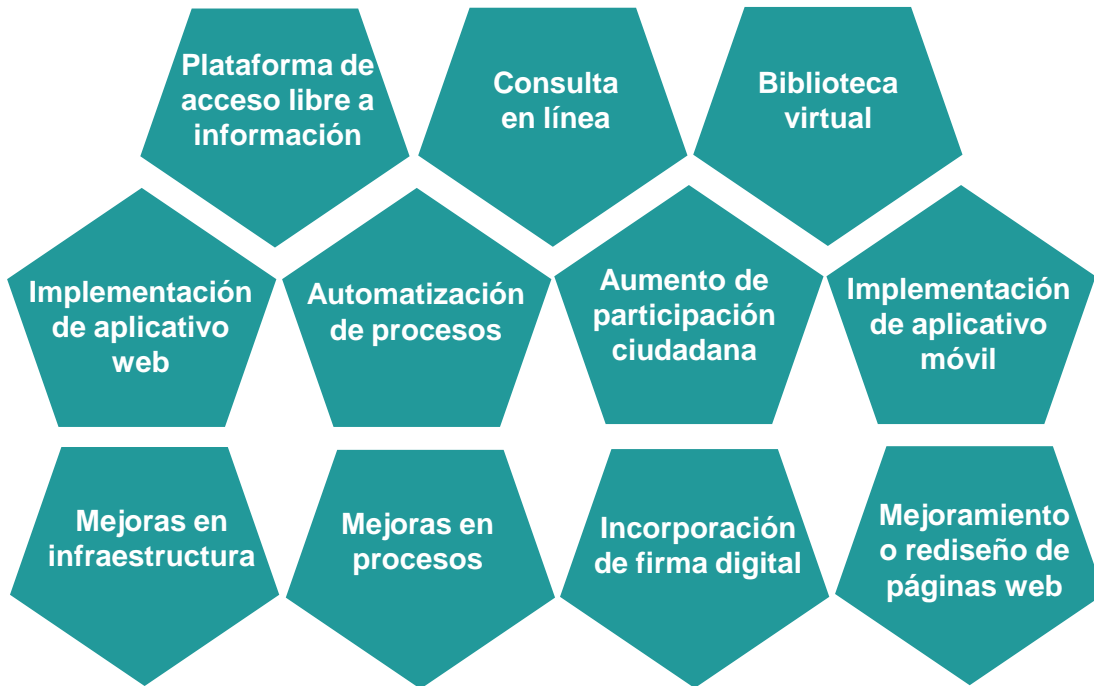 Plataforma de
acceso libre a
información
Consulta
en línea
Biblioteca
virtual
Implementación
de aplicativo
web
Automatización
de procesos
Aumento de
participación
ciudadana
Implementación
de aplicativo
móvil
Mejoras en
infraestructura
Mejoras en
procesos
Incorporación
de firma digital
Mejoramiento
o rediseño de
páginas web